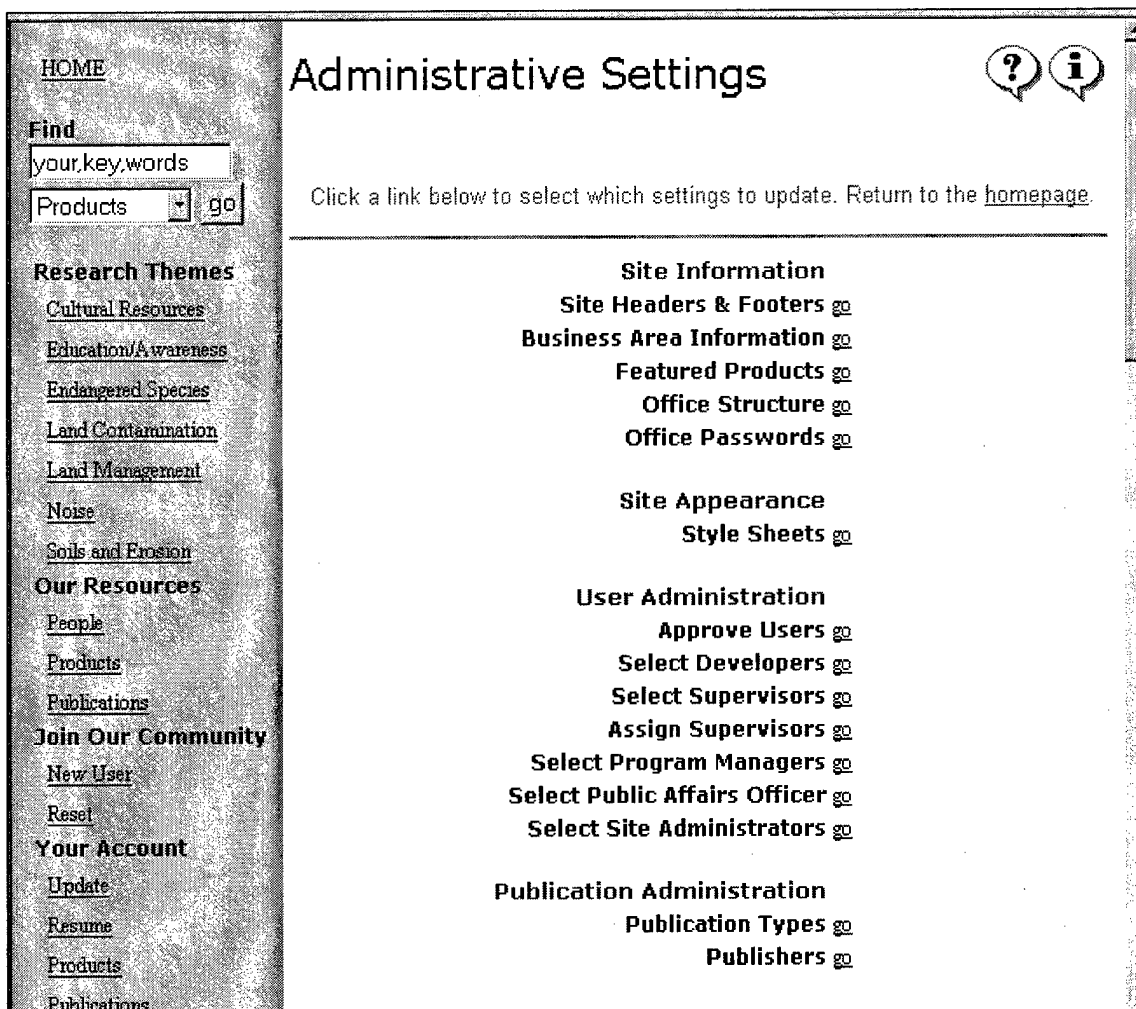 HOME
Find
your,key,words
Products go
Research Themes
Cultural Resources
Education/Awareness
Endangered Species
Land Contamination
Land Management
Noise
Soils and Erosion
Our Resources
People
Products
Publications
Join Our Community
New User
Reset
Your Account
Update
Resume
Products
Publications
Administrative Settings
? i
Click a link below to select which settings to update. Return to the homepage.
Site Information
Site Headers & Footers go
Business Area Information go
Featured Products go
Office Structure go
Office Passwords go
Site Appearance
Style Sheets go
User Administration
Approve Users go
Select Developers go
Select Supervisors go
Assign Supervisors go
Select Program Managers go
Select Public Affairs Officer go
Select Site Administrators go
Publication Administration
Publication Types go
Publishers go